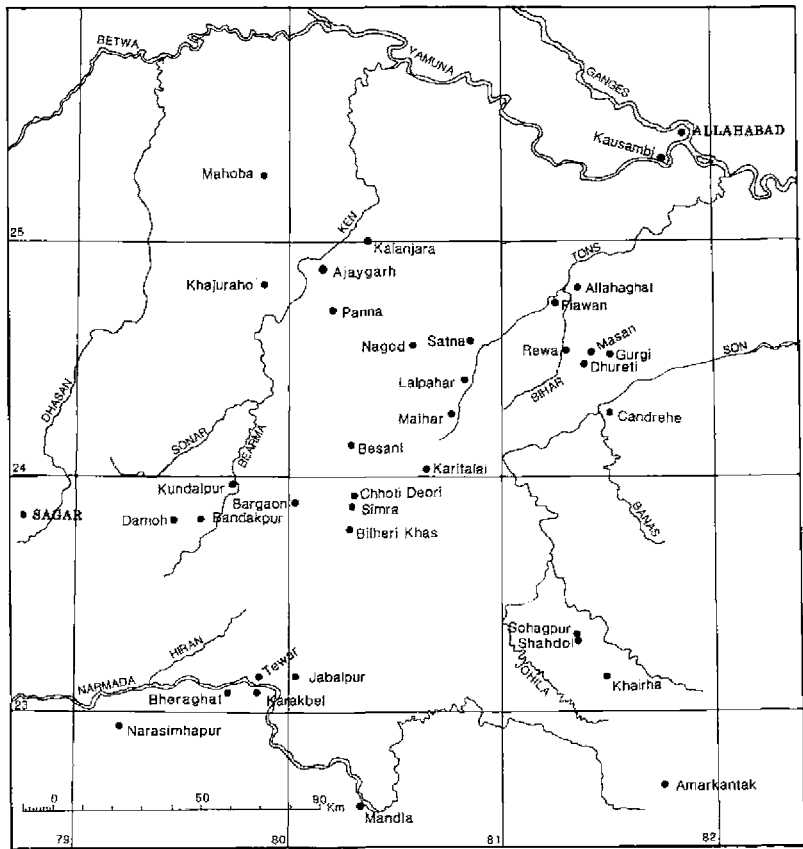 BETWA
YAMUNA
GANGES
ALLAHABAD
Kausambi
Mahoba
KEN
25
Kalanjara
TONS
Ajaygarh
Khajuraho
Allahaghat
Piawan
Panna
Nagod
Satna
Rewa
Masan
Gurgi
Dhureti
SON
Lalpahar
BIHAR
DHASAN
Maihar
Candrehe
SONAR
BEARMA
Besani
24
Karitalai
Kundalpur
Chhoti Deori
Bargaon
Simra
SAGAR
Damoh
Bandakpur
BANAS
Bilheri Khas
HIRAN
Sohagpur
Shahdol
Tewar
Jabalpur
JOHILA
Khairha
NARMADA
Bheraghat
Karakbel
23
Narasimhapur
Amarkantak
0 50 90 Km
Mandla
79 80 81 82